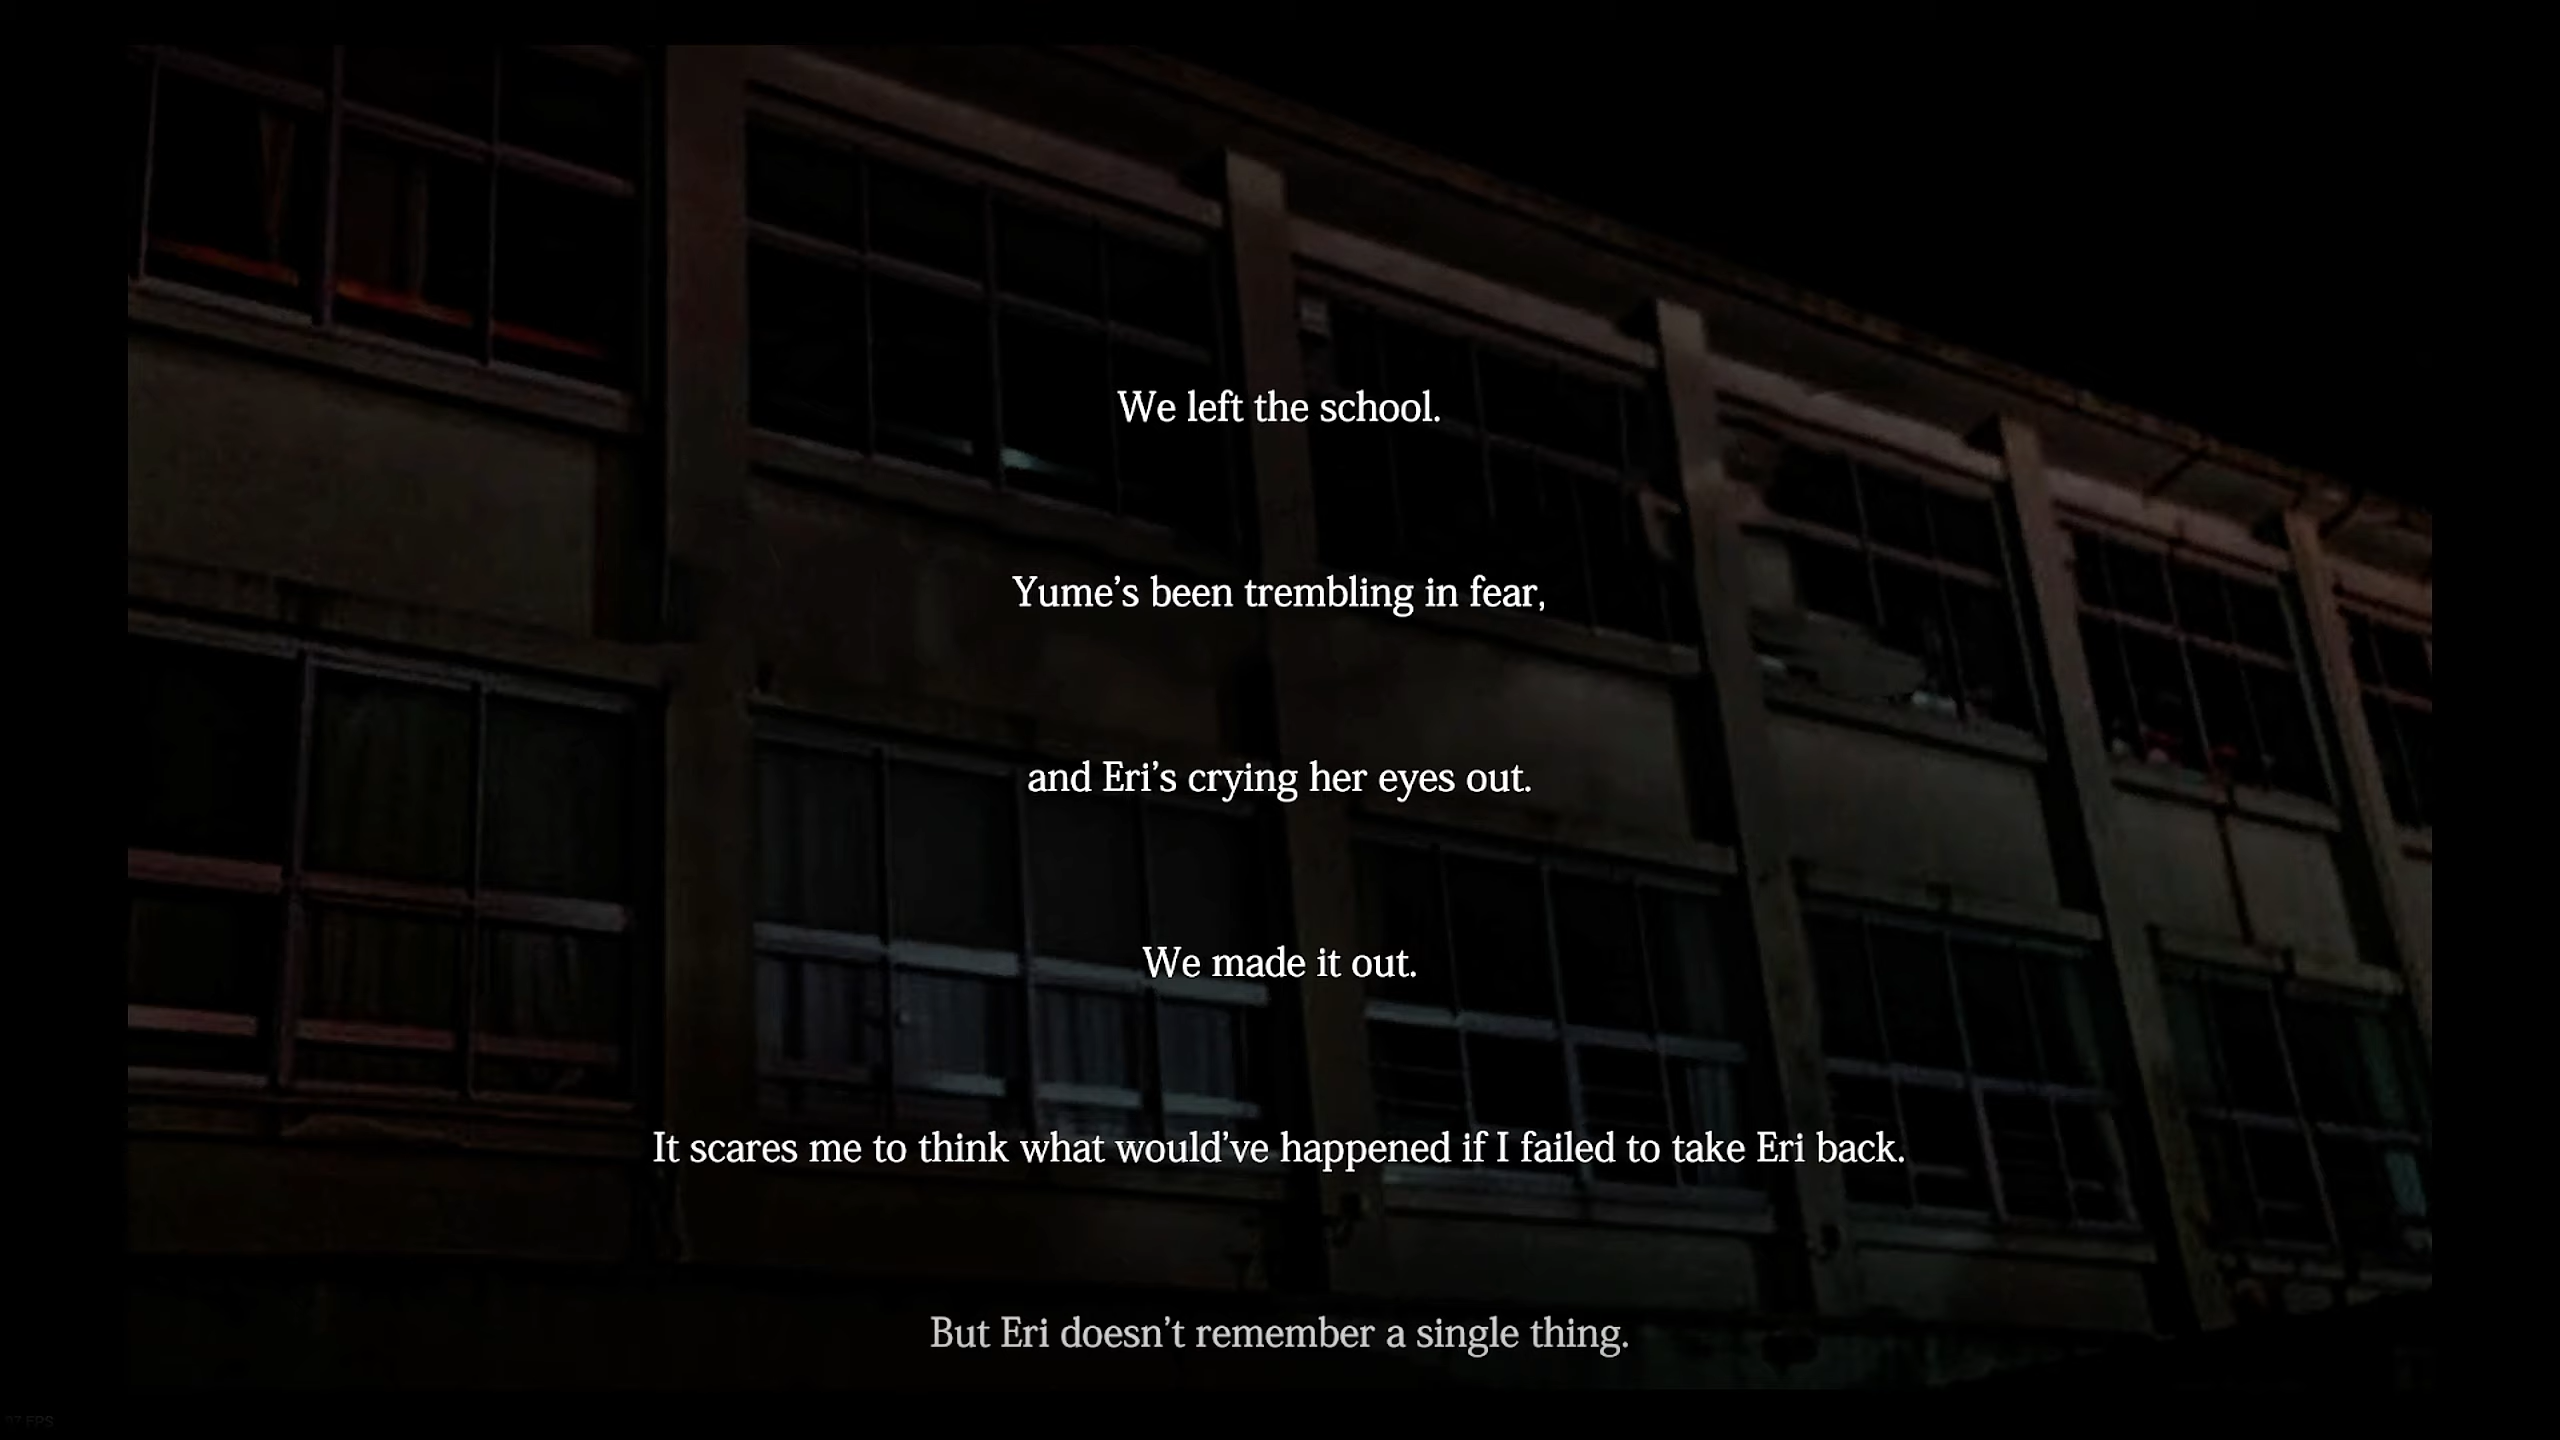 We left the school.
Yume’s been trembling in fear,
and Eri’s crying her eyes out.
We made it out.
It scares me to think what would’ve happened if I failed to take Eri back.
But Eri doesn’t remember a single thing.